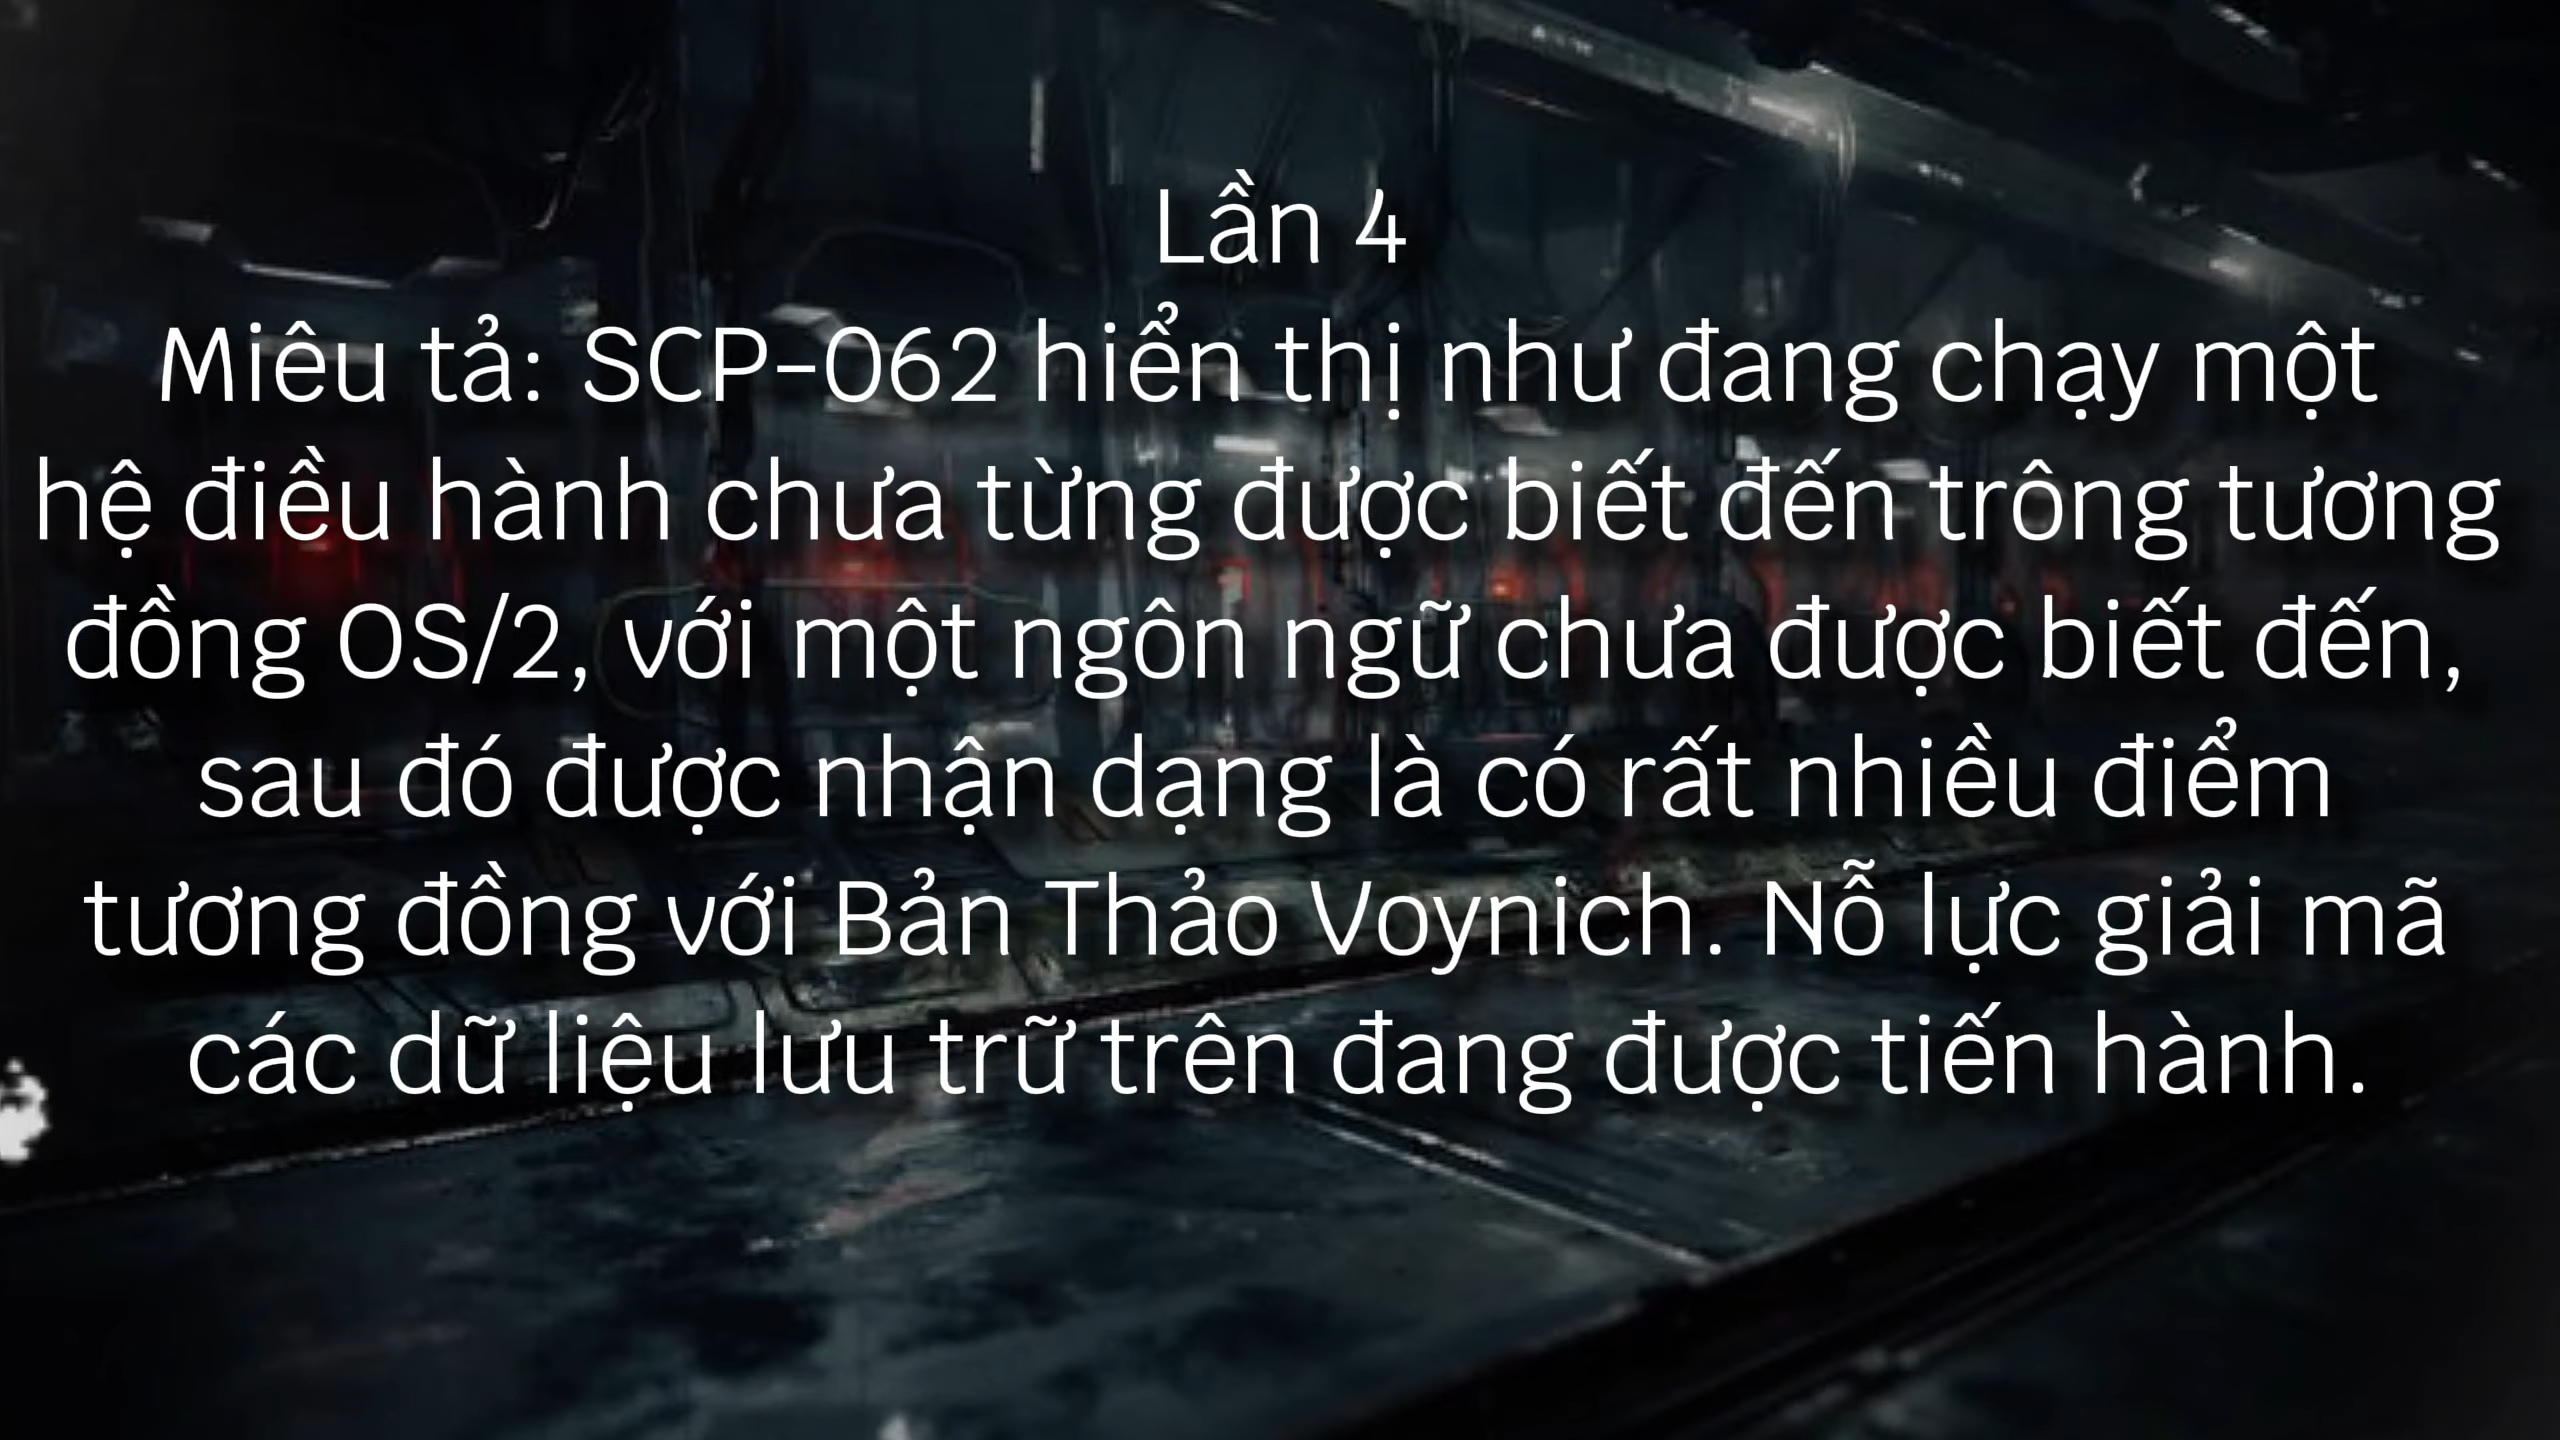 Lần 4
Miêu tả: SCP-062 hiển thị như đang chạy một
hệ điều hành chưa từng được biết đến trông tương
đồng OS/2, với một ngôn ngữ chưa được biết đến,
sau đó được nhận dạng là có rất nhiều điểm
tương đồng với Bản Thảo Voynich. Nỗ lực giải mã
các dữ liệu lưu trữ trên đang được tiến hành.